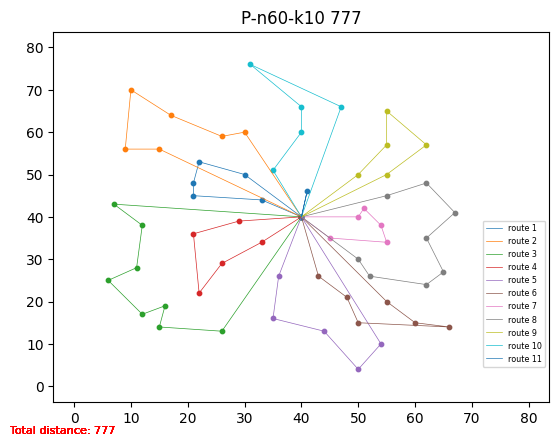 P-n60-k10 777
80
70
60
50
40
30
20
10
0
0 10 20 30 40 50 60 70 80
route 1
route 2
route 3
route 4
route 5
route 6
route 7
route 8
route 9
route 10
route 11
Total distance: 777